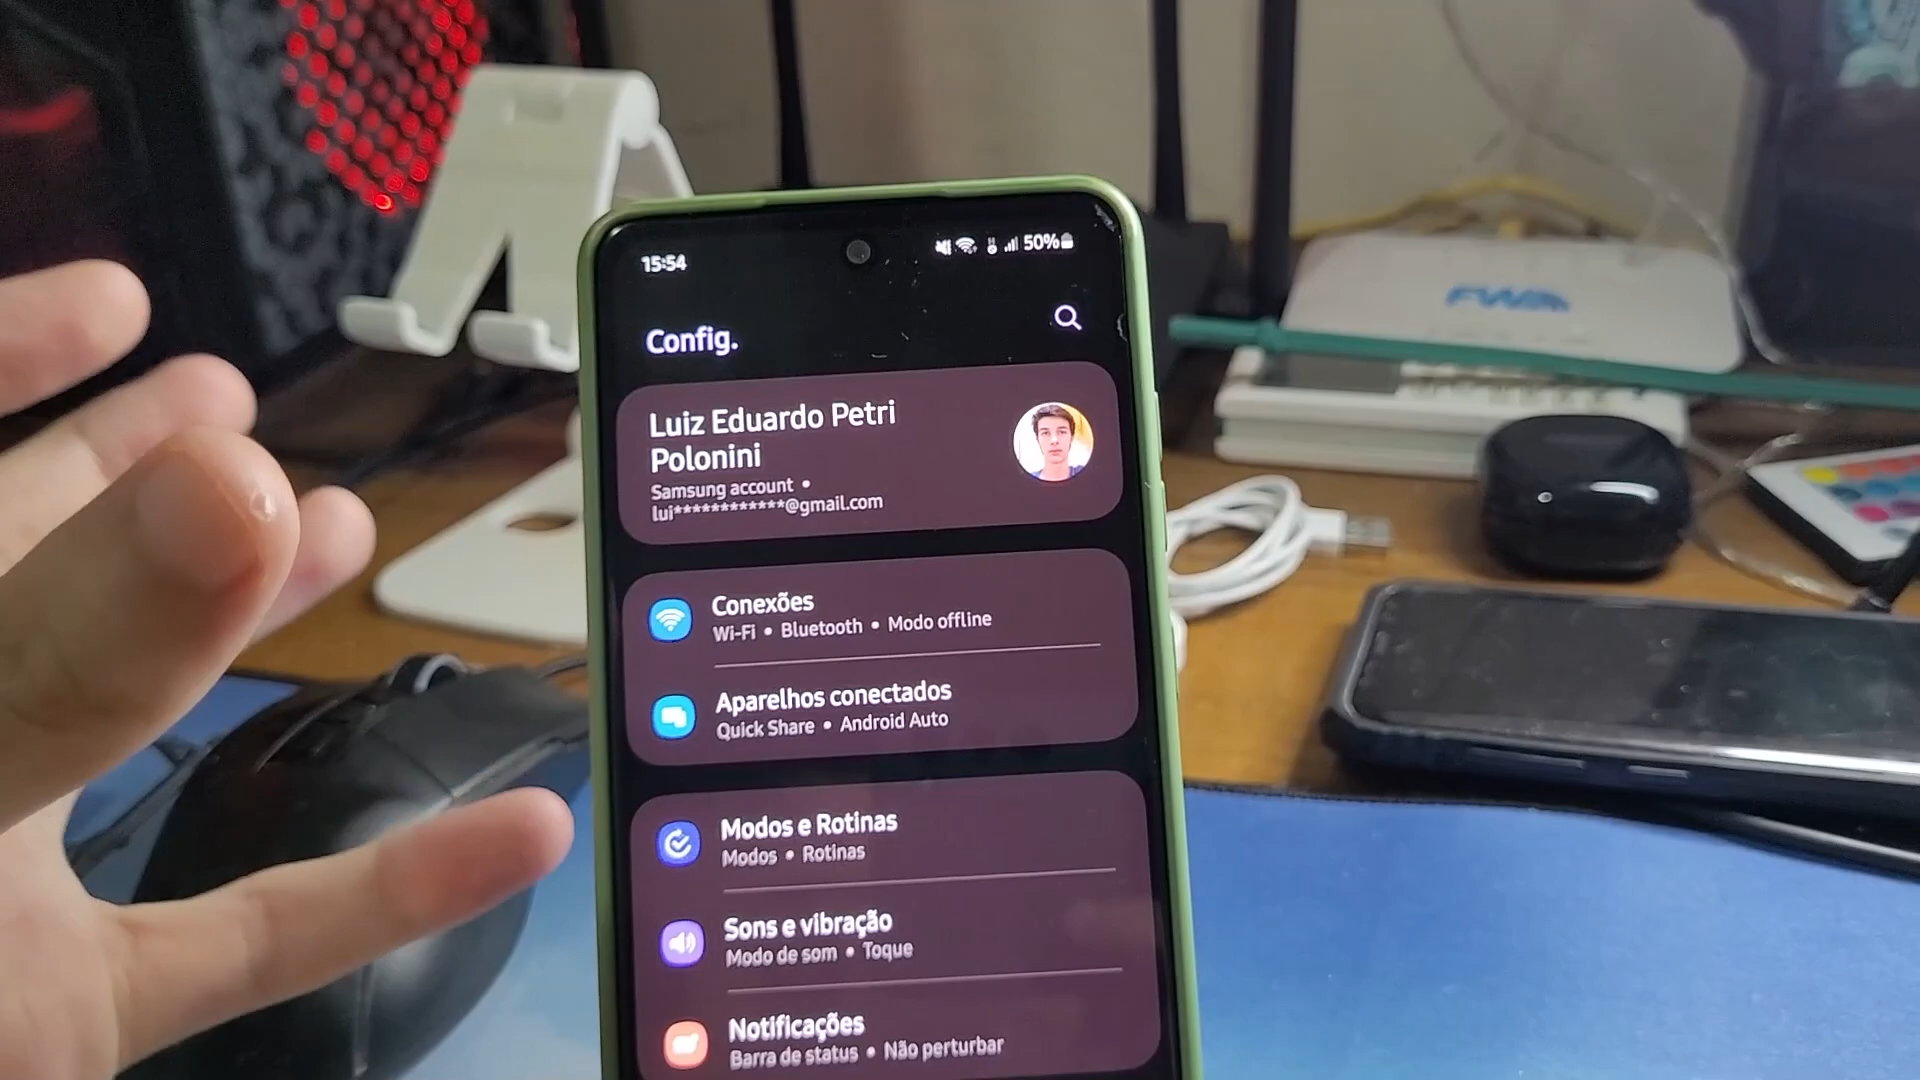 15:54
50%
Config.
Luiz Eduardo Petri
Polonini
Samsung account •
lui************@gmail.com
Conexões
Wi-Fi • Bluetooth • Modo offline
Aparelhos conectados
Quick Share • Android Auto
Modos e Rotinas
Modos • Rotinas
Sons e vibração
Modo de som • Toque
Notificações
Barra de status • Não perturbar